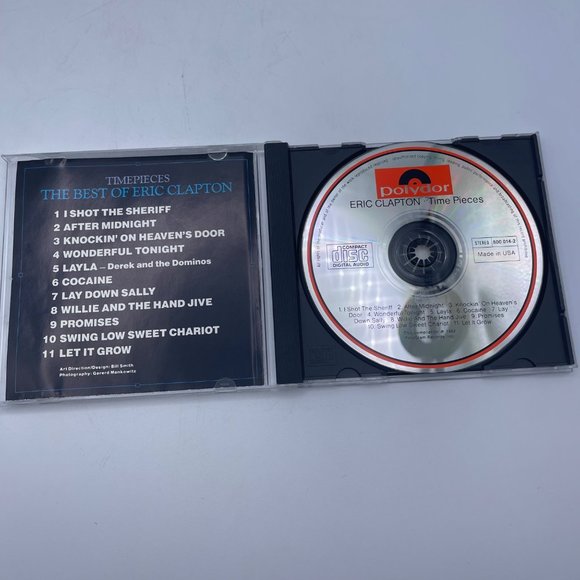 TIMEPIECES
THE BEST OF ERIC CLAPTON
1 I SHOT THE SHERIFF
2 AFTER MIDNIGHT
3 KNOCKIN' ON HEAVEN'S DOOR
4 WONDERFUL TONIGHT
5 LAYLA – Derek and the Dominos
6 COCAINE
7 LAY DOWN SALLY
8 WILLIE AND THE HAND JIVE
9 PROMISES
10 SWING LOW SWEET CHARIOT
11 LET IT GROW
Art Direction/Design: Bill Smith
Photography: Gererd Mankowitz
polydor
ERIC CLAPTON · Time Pieces
COMPACT
disc
DIGITAL AUDIO
STEREO 800 014-2
Made in USA
1. I Shot the Sheriff 2. After Midnight 3. Knockin' On Heaven's
Door 4. Wonderful Tonight 5. Layla 6. Cocaine 7. Lay
Down Sally 8. Willie And The Hand Jive 9. Promises
10. Swing Low Sweet Chariot 11. Let It Grow